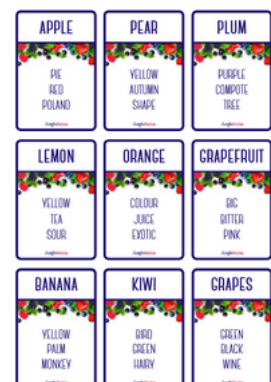 APPLE
PIE
RED
POLAND
PEAR
YELLOW
AUTUMN
SHAPE
PLUM
PURPLE
COMPOTE
TREE
LEMON
YELLOW
TEA
SOUR
ORANGE
COLOUR
JUICE
EXOTIC
GRAPEFRUIT
BIG
BITTER
PINK
BANANA
YELLOW
PALM
MONKEY
KIWI
BIRD
GREEN
HAIRY
GRAPES
GREEN
BLACK
WINE